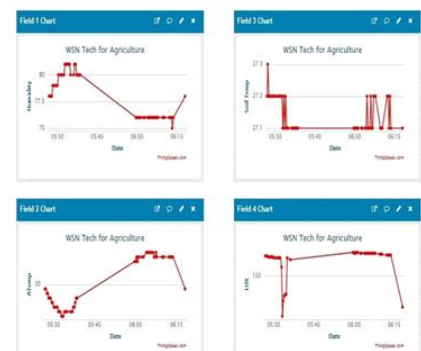 Field 1 Chart
WSN Tech for Agriculture
Humidity
80
77.5
75
05:30 05:45 06:00 06:15
Date
ThingSpeak.com
Field 3 Chart
WSN Tech for Agriculture
Soil Temp
27.3
27.2
27.1
05:30 05:45 06:00 06:15
Date
ThingSpeak.com
Field 2 Chart
WSN Tech for Agriculture
ATemp
05:30 05:45 06:00 06:15
Date
ThingSpeak.com
Field 4 Chart
WSN Tech for Agriculture
LUX
100
05:30 05:45 06:00 06:15
Date
ThingSpeak.com